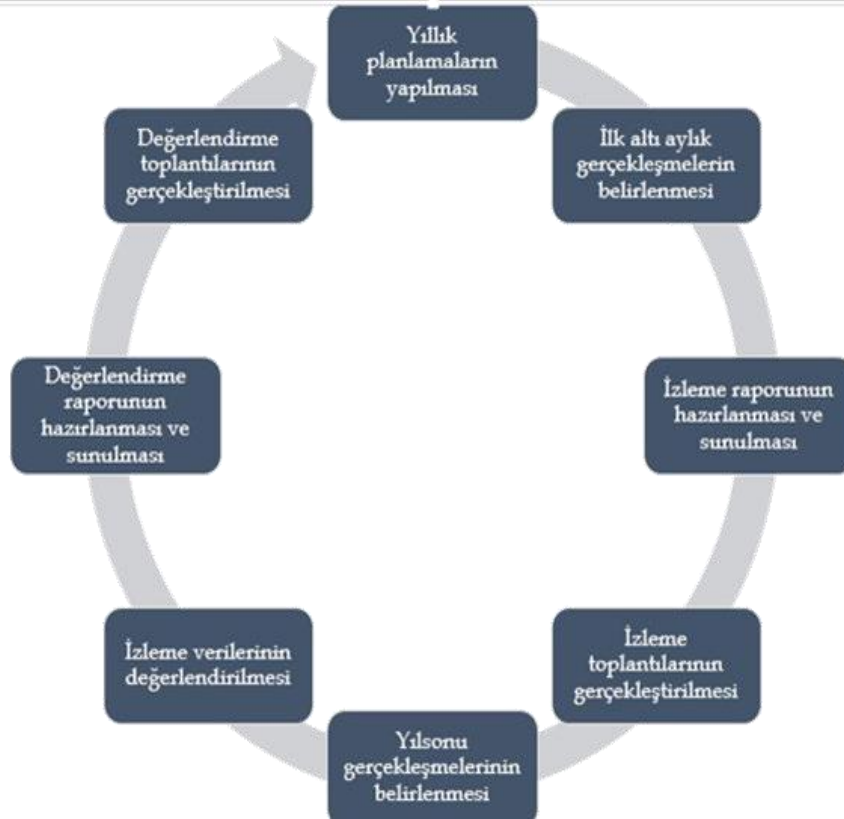 Yıllık
planlamaların
yapılması
İlk altı aylık
gerçekleşmelerin
belirlenmesi
İzleme raporunun
hazırlanması ve
sunulması
İzleme
toplantılarının
gerçekleştirilmesi
Yılsonu
gerçekleşmelerinin
belirlenmesi
İzleme verilerinin
değerlendirilmesi
Değerlendirme
raporunun
hazırlanması ve
sunulması
Değerlendirme
toplantılarının
gerçekleştirilmesi